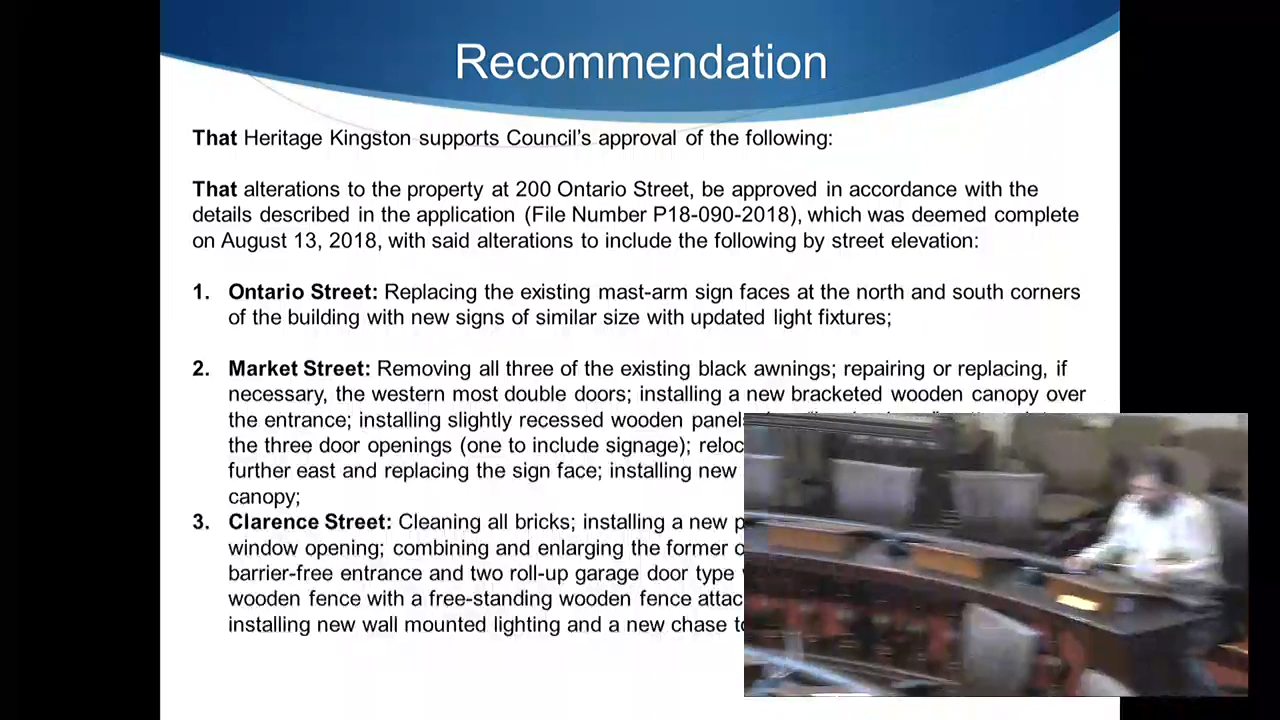 Recommendation
That Heritage Kingston supports Council's approval of the following:
That alterations to the property at 200 Ontario Street, be approved in accordance with the
details described in the application (File Number P18-090-2018), which was deemed complete
on August 13, 2018, with said alterations to include the following by street elevation:
1. Ontario Street: Replacing the existing mast-arm sign faces at the north and south corners
of the building with new signs of similar size with updated light fixtures;
2. Market Street: Removing all three of the existing black awnings; repairing or replacing, if
necessary, the western most double doors; installing a new bracketed wooden canopy over
the entrance; installing slightly recessed wooden
the three door openings (one to include signage);
further east and replacing the sign face; installing new
canopy;
3. Clarence Street: Cleaning all bricks; installing a new
window opening; combining and enlarging the former
barrier-free entrance and two roll-up garage door type
wooden fence with a free-standing wooden fence
installing new wall mounted lighting and a new chase